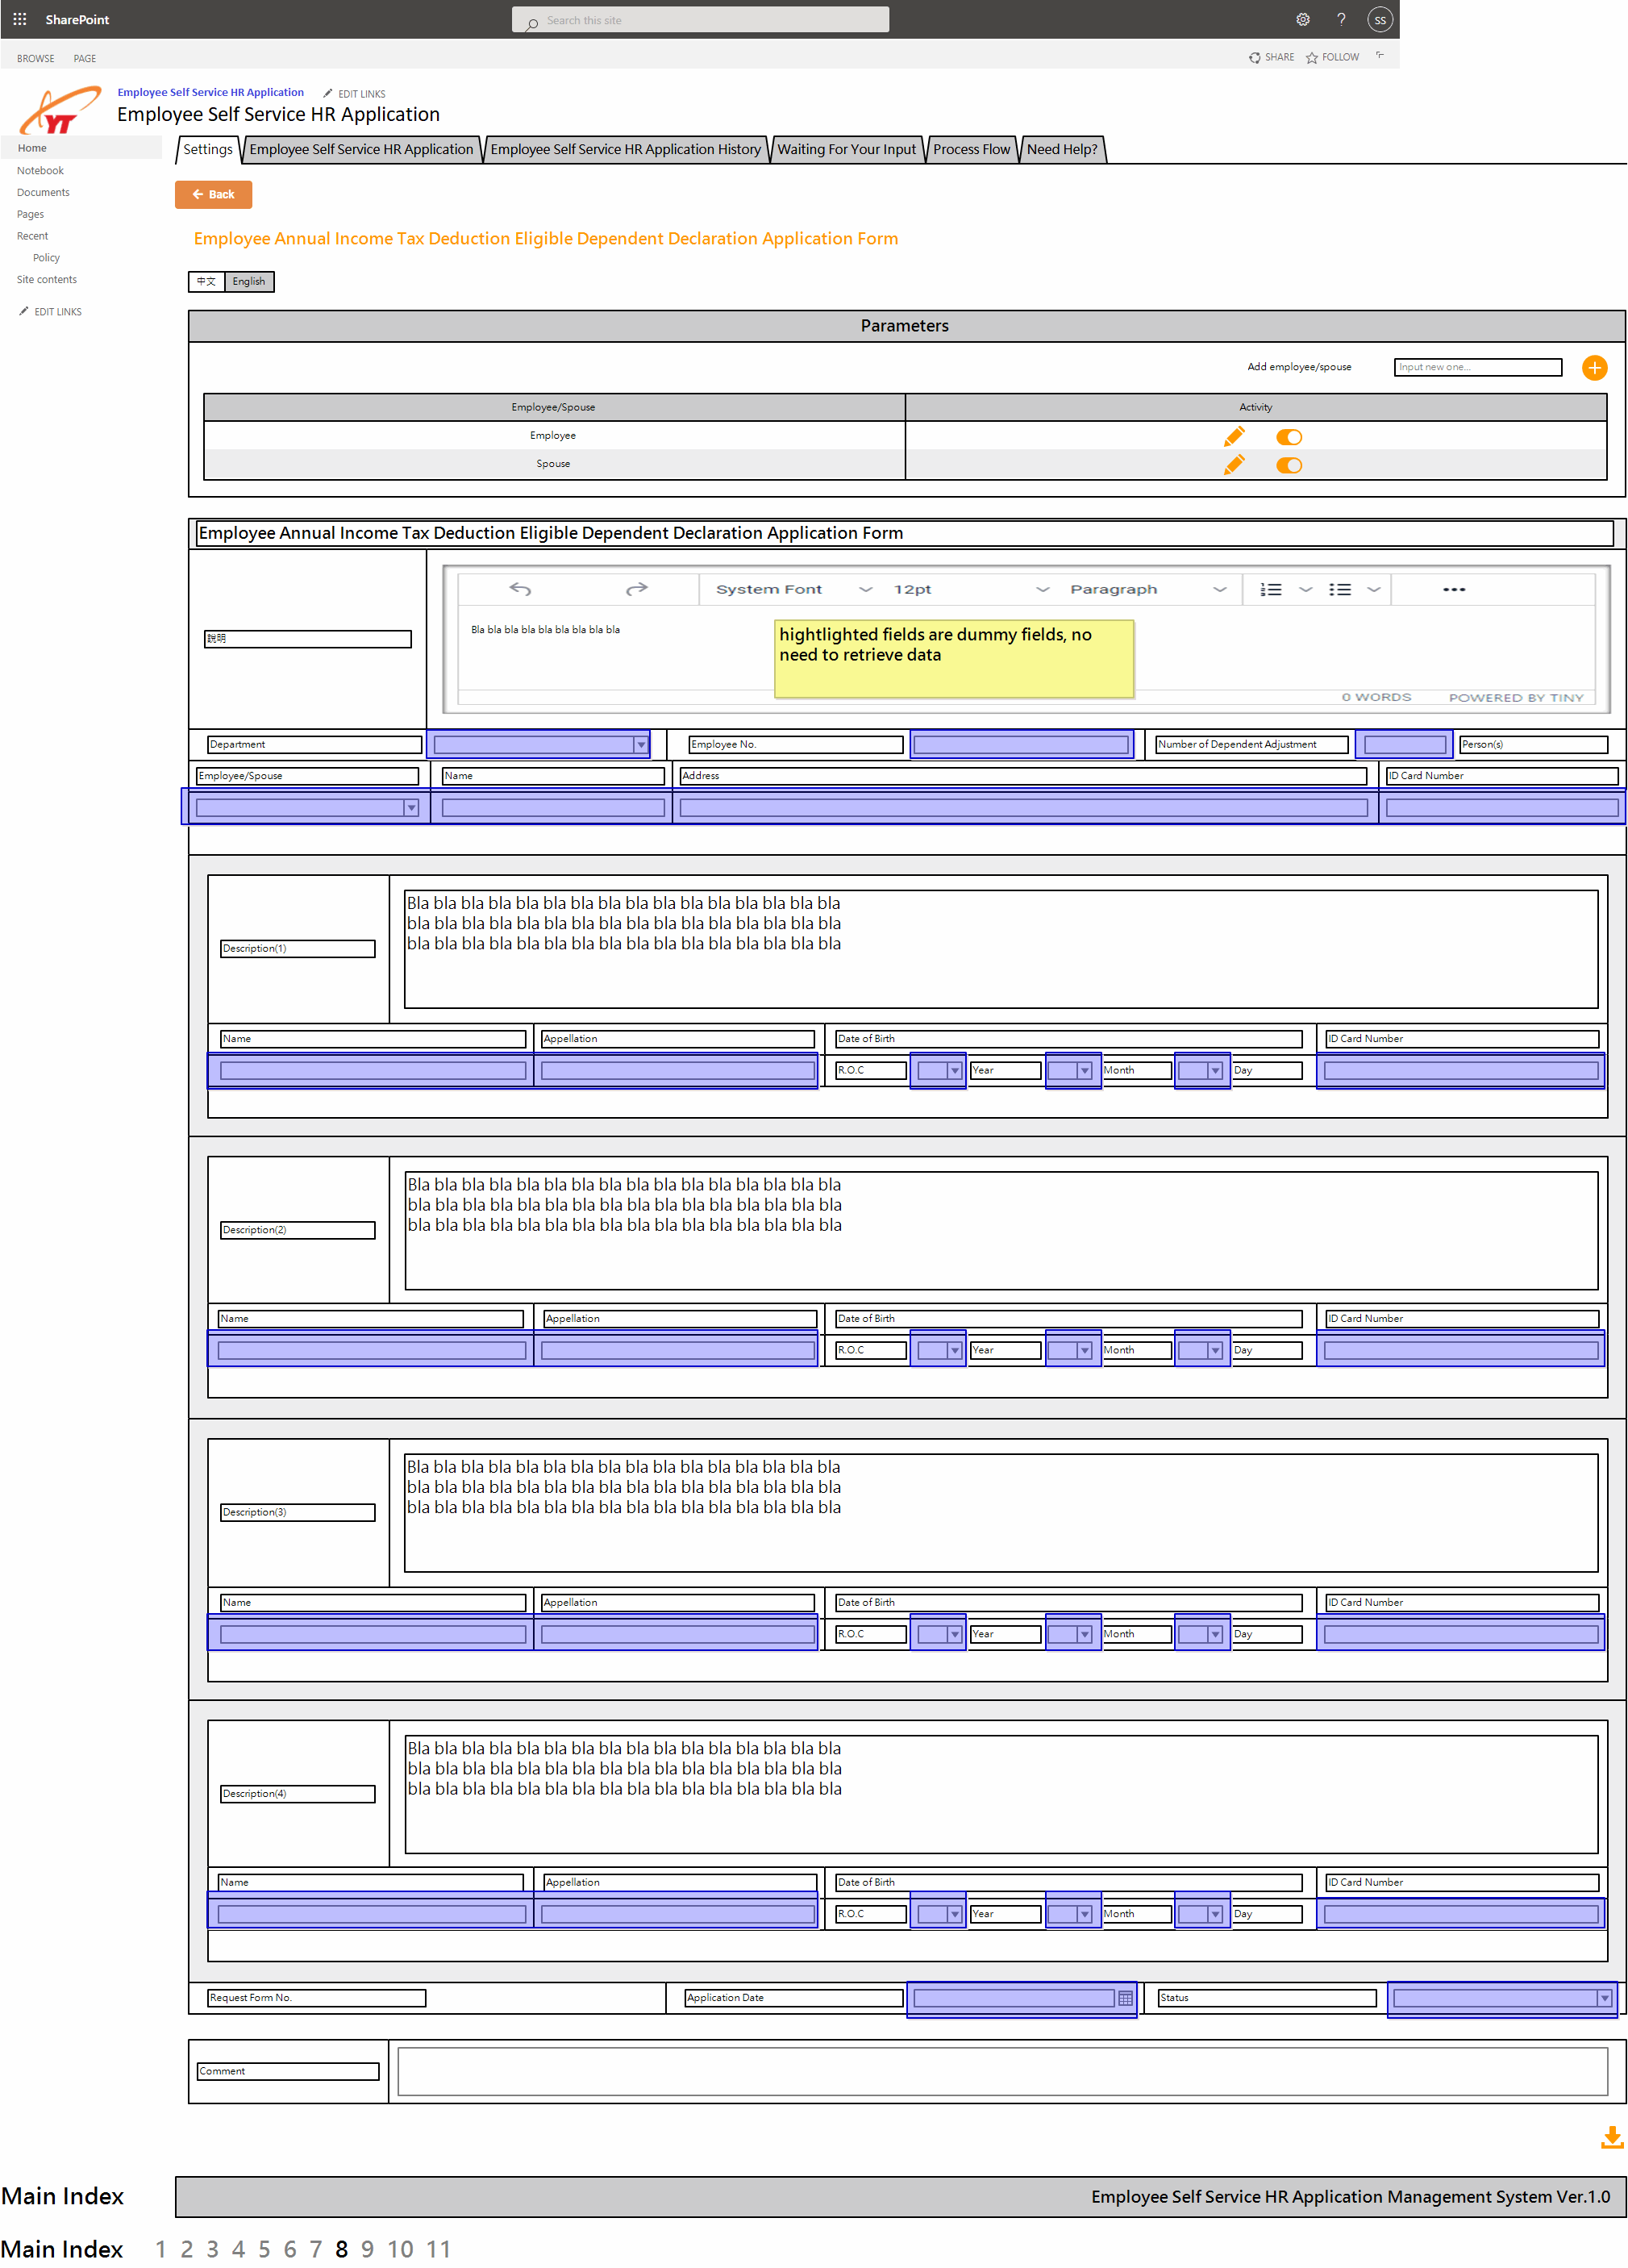 SharePoint
Search this site
?
SS
BROWSE PAGE
SHARE FOLLOW
YT
Employee Self Service HR Application
EDIT LINKS
Employee Self Service HR Application
Home
Notebook
Documents
Pages
Recent
Policy
Site contents
EDIT LINKS
Settings Employee Self Service HR Application Employee Self Service HR Application History Waiting For Your Input Process Flow Need Help?
Back
Employee Annual Income Tax Deduction Eligible Dependent Declaration Application Form
中文 English
Parameters
Add employee/spouse Input new one...
Employee/Spouse Activity
Employee
Spouse
Employee Annual Income Tax Deduction Eligible Dependent Declaration Application Form
說明
System Font 12pt Paragraph
Bla bla bla bla bla bla bla bla bla
hightlighted fields are dummy fields, no
need to retrieve data
0 WORDS POWERED BY TINY
Department Employee No. Number of Dependent Adjustment Person(s)
Employee/Spouse Name Address ID Card Number
Description(1)
Bla bla bla bla bla bla bla bla bla bla bla bla bla bla bla bla
bla bla bla bla bla bla bla bla bla bla bla bla bla bla bla bla
bla bla bla bla bla bla bla bla bla bla bla bla bla bla bla bla
Name Appellation Date of Birth ID Card Number
R.O.C Year Month Day
Description(2)
Bla bla bla bla bla bla bla bla bla bla bla bla bla bla bla bla
bla bla bla bla bla bla bla bla bla bla bla bla bla bla bla bla
bla bla bla bla bla bla bla bla bla bla bla bla bla bla bla bla
Name Appellation Date of Birth ID Card Number
R.O.C Year Month Day
Description(3)
Bla bla bla bla bla bla bla bla bla bla bla bla bla bla bla bla
bla bla bla bla bla bla bla bla bla bla bla bla bla bla bla bla
bla bla bla bla bla bla bla bla bla bla bla bla bla bla bla bla
Name Appellation Date of Birth ID Card Number
R.O.C Year Month Day
Description(4)
Bla bla bla bla bla bla bla bla bla bla bla bla bla bla bla bla
bla bla bla bla bla bla bla bla bla bla bla bla bla bla bla bla
bla bla bla bla bla bla bla bla bla bla bla bla bla bla bla bla
Name Appellation Date of Birth ID Card Number
R.O.C Year Month Day
Request Form No. Application Date Status
Comment
Main Index
Employee Self Service HR Application Management System Ver.1.0
Main Index 1 2 3 4 5 6 7 8 9 10 11